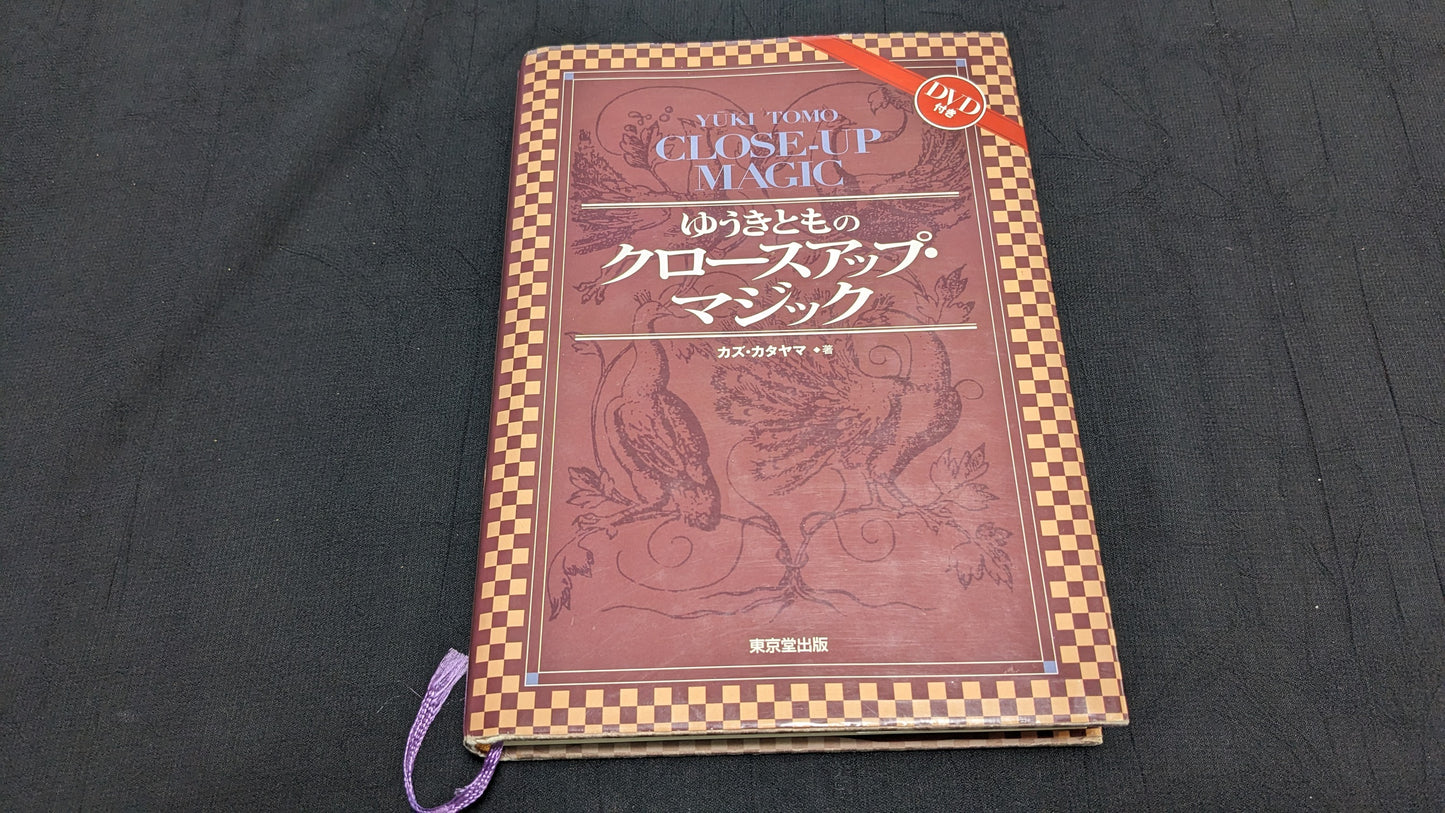 DVD
付き
YUKI TOMO
CLOSE-UP
MAGIC
ゆうきともの
クロースアップ・
マジック
カズ・カタヤマ ◆ 著
東京堂出版